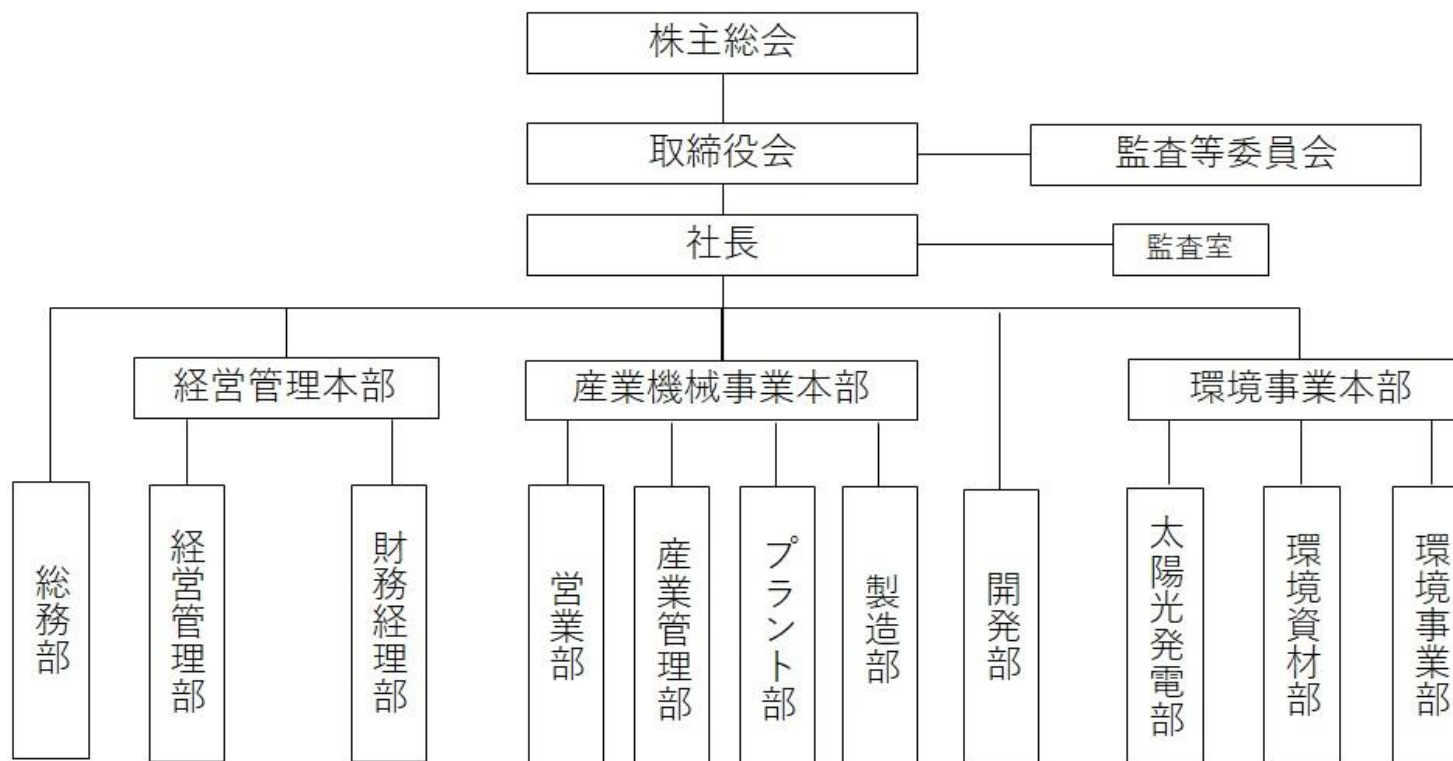 株主総会
取締役会
監査等委員会
社長
監査室
経営管理本部
産業機械事業本部
環境事業本部
総務部
経営管理部
財務経理部
営業部
産業管理部
プラント部
製造部
開発部
太陽光発電部
環境資材部
環境事業部